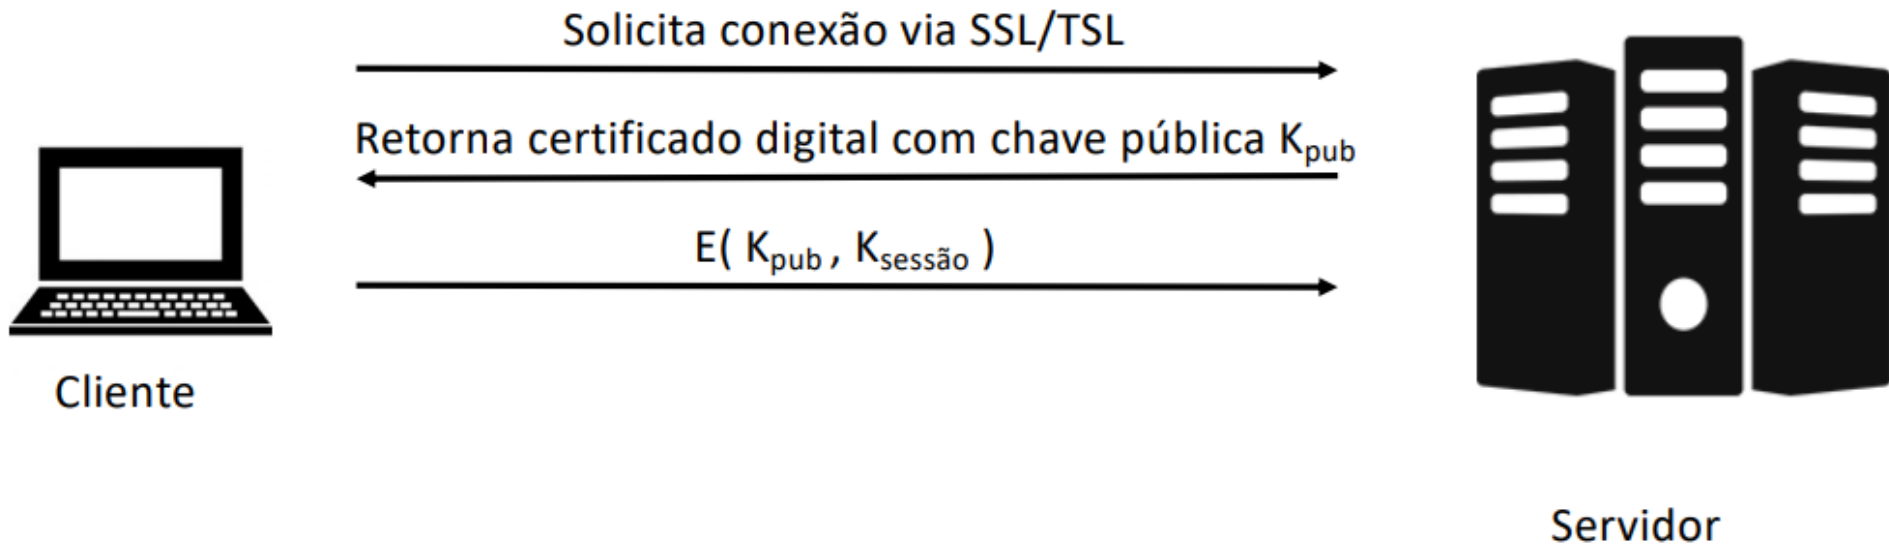 Solicita conexão via SSL/TSL
Retorna certificado digital com chave pública Kpub
E( Kpub , Ksessão )
Cliente
Servidor